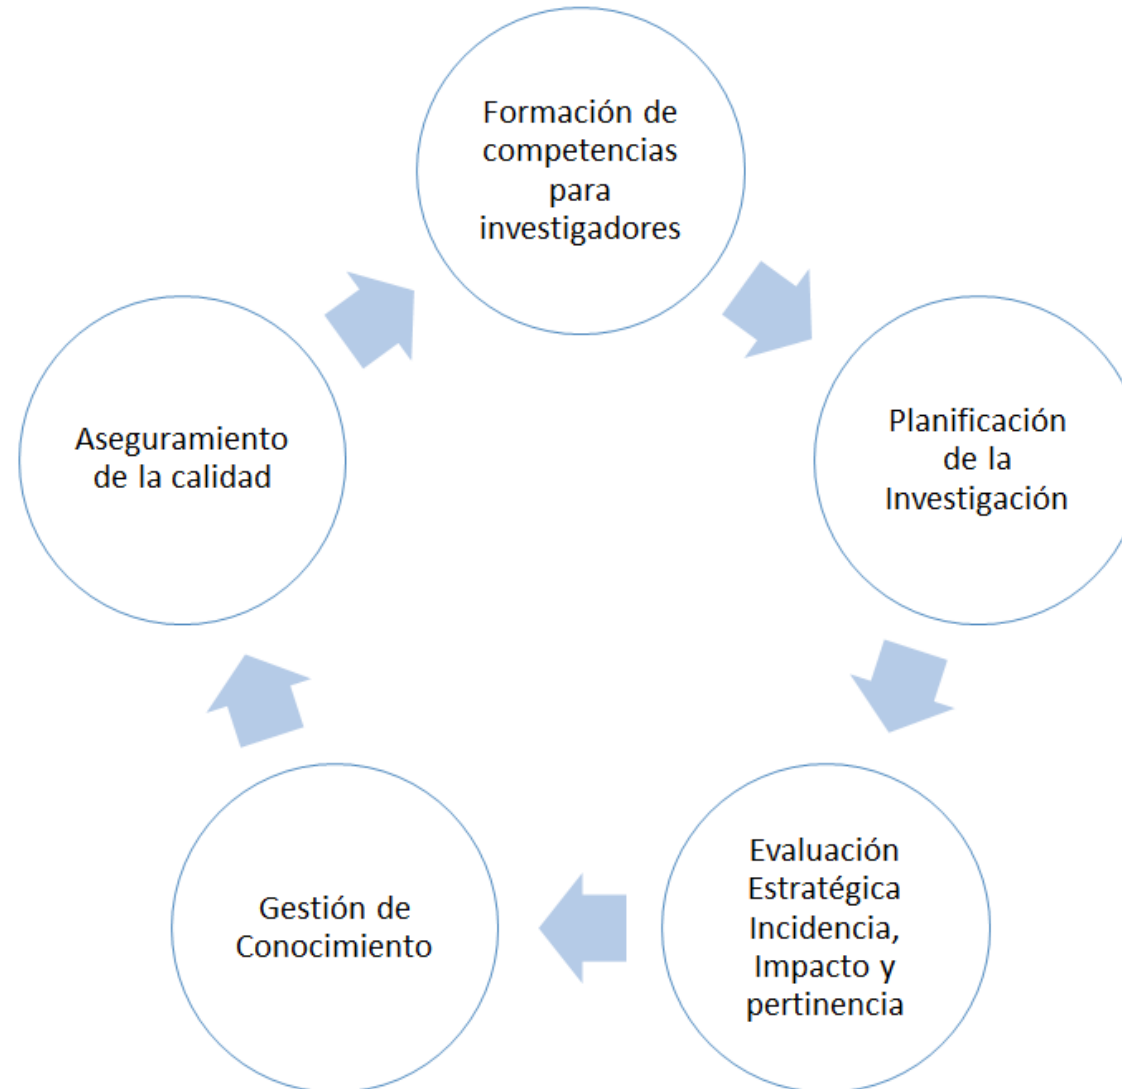 Formación de
competencias
para
investigadores
Planificación
de la
Investigación
Evaluación
Estratégica
Incidencia,
Impacto y
pertinencia
Gestión de
Conocimiento
Aseguramiento
de la calidad